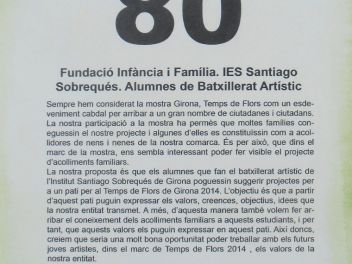 80
Fundació Infància i Família. IES Santiago
Sobrequés. Alumnes de Batxillerat Artístic
Sempre hem considerat la mostra Girona, Temps de Flors com un esde-
veniment cabdal per arribar a un gran nombre de ciutadanes i ciutadans.
La nostra participació a la mostra ha permès que moltes famílies con-
eguessin el nostre projecte i algunes d'elles es constituissin com a acol-
lidores de nens i nenes de la nostra comarca. És per això, que dins el
marc de la mostra, ens sembla interessant poder fer visible el projecte
d'acolliments familiars.
La nostra proposta és que els alumnes que fan el batxillerat artístic de
l'Institut Santiago Sobrequés de Girona poguessin suggerir projectes per
a un pati per al Temps de Flors de Girona 2014. L'objectiu és que a partir
d'aquest pati puguin expressar els valors, creences, objectius, idees que
la nostra entitat transmet. A més, d'aquesta manera també volem fer ar-
ribar el coneixement dels acolliments familiars a aquests estudiants, i per
tant, que aquests valors els puguin expressar en aquest pati. Així doncs,
creiem que seria una molt bona oportunitat poder treballar amb els futurs
joves artistes, dins el marc de Temps de Flors 2014 , els valors de la
nostra entitat.